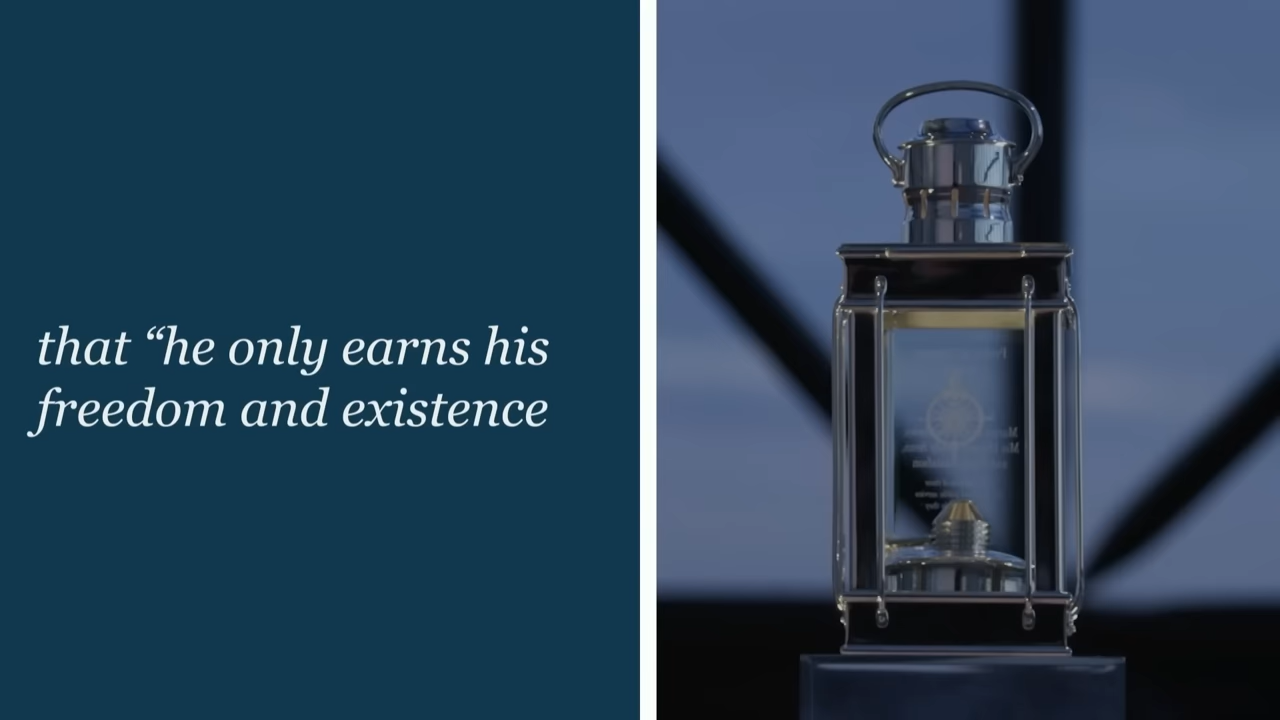 that “he only earns his
freedom and existence